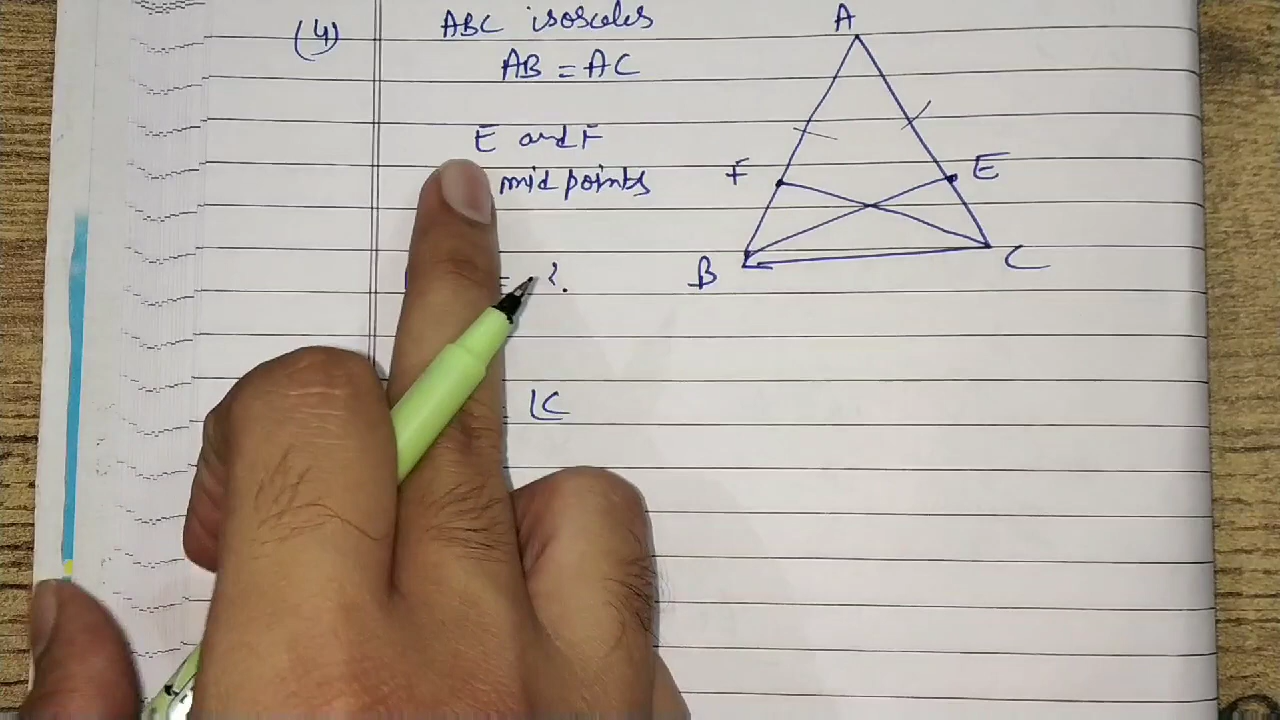 (4)
ABC isosceles
AB = AC
E and F
mid points
= ?.
∠C
A
F
E
B
C